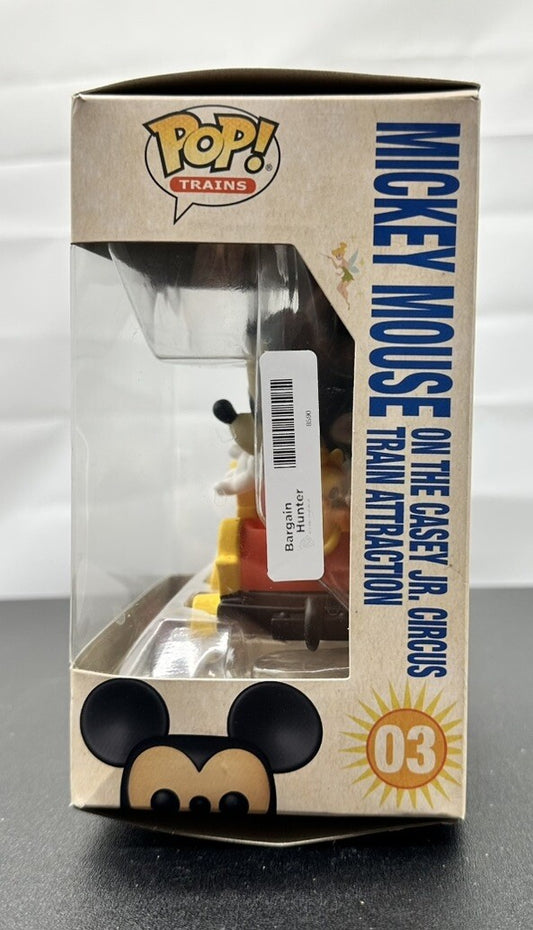 POP!
TRAINS
®
MICKEY MOUSE
ON THE CASEY JR. CIRCUS
TRAIN ATTRACTION
Bargain
Hunter
03